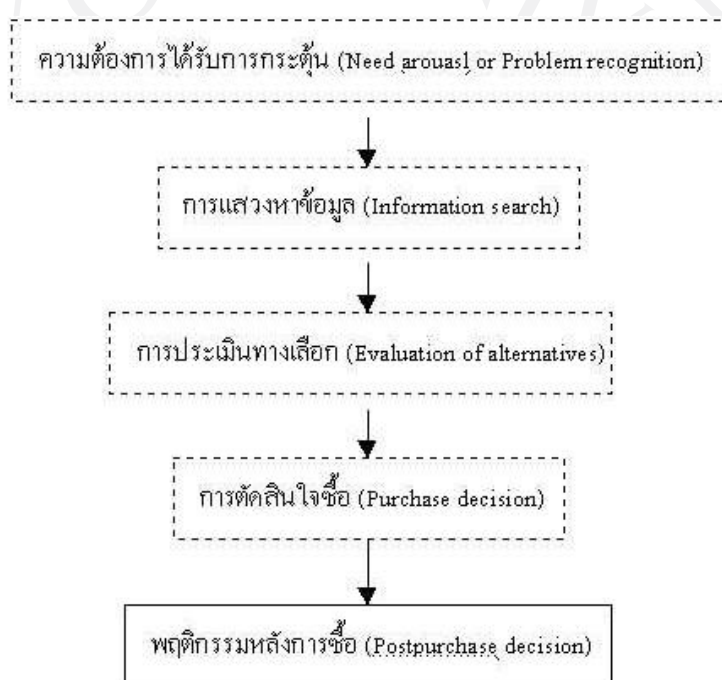 ความต้องการได้รับการกระตุ้น (Need arouasl or Problem recognition)
การแสวงหาข้อมูล (Information search)
การประเมินทางเลือก (Evaluation of alternatives)
การตัดสินใจซื้อ (Purchase decision)
พฤติกรรมหลังการซื้อ (Postpurchase decision)